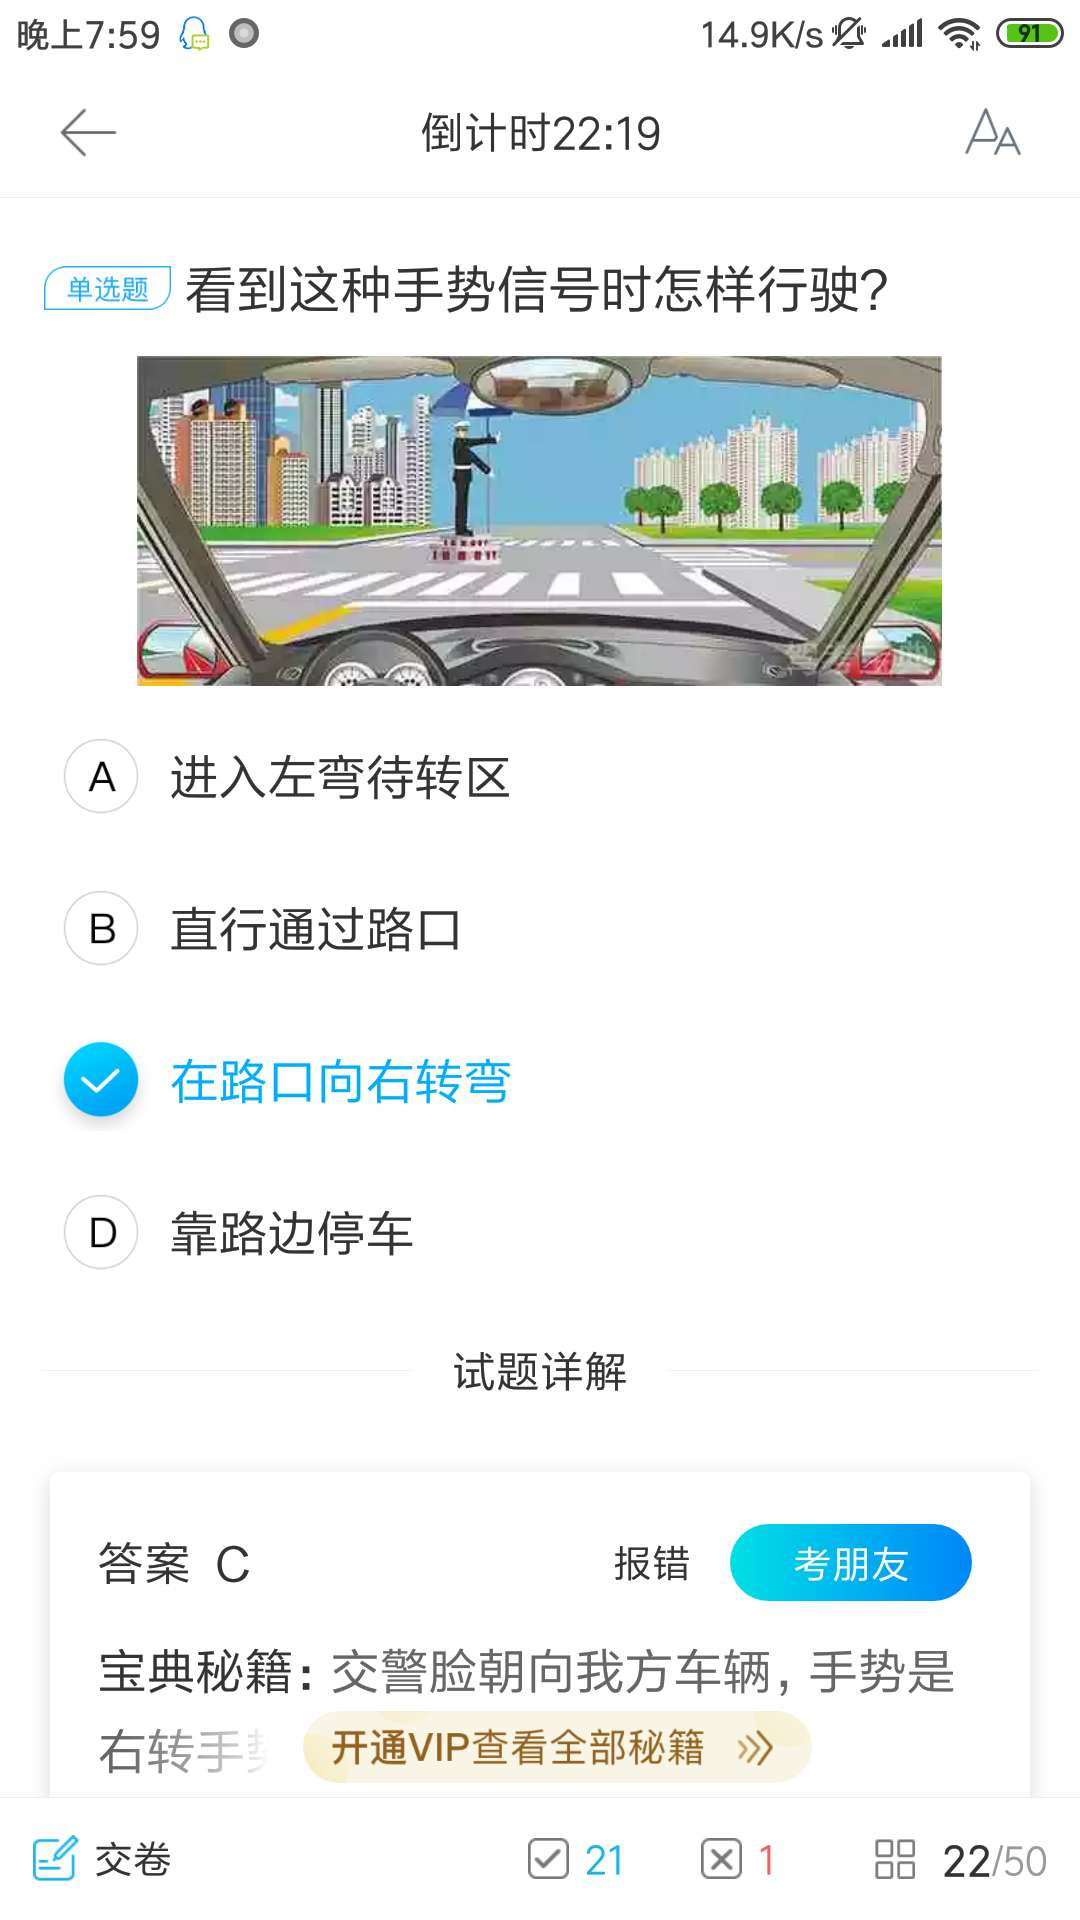 晚上7:59
14.9K/s
91
倒计时22:19
单选题 看到这种手势信号时怎样行驶?
A 进入左弯待转区
B 直行通过路口
在路口向右转弯
D 靠路边停车
试题详解
答案 C
报错
考朋友
宝典秘籍：交警脸朝向我方车辆, 手势是
右转手势
开通VIP查看全部秘籍
交卷
21
1
22/50